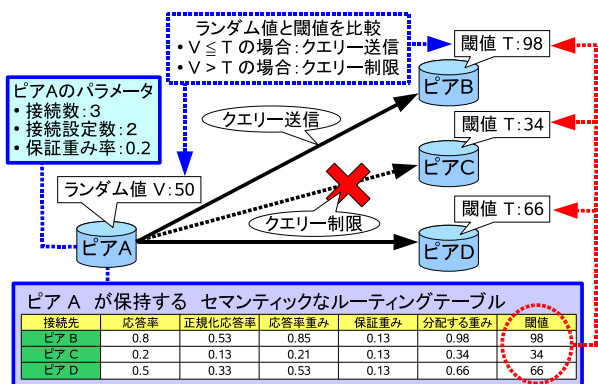 ランダム値と閾値を比較
• V ≦ T の場合：クエリー送信
• V > T の場合：クエリー制限
閾値 T：98
ピアB
ピアAのパラメータ
• 接続数：3
• 接続設定数：2
• 保証重み率：0.2
クエリー送信
閾値 T：34
ピアC
ランダム値 V：50
クエリー制限
閾値 T：66
ピアA
ピアD
ピア A が保持する セマンティックなルーティングテーブル
接続先 応答率 正規化応答率 応答率重み 保証重み 分配する重み 閾値
ピア B 0.8 0.53 0.85 0.13 0.98 98
ピア C 0.2 0.13 0.21 0.13 0.34 34
ピア D 0.5 0.33 0.53 0.13 0.66 66